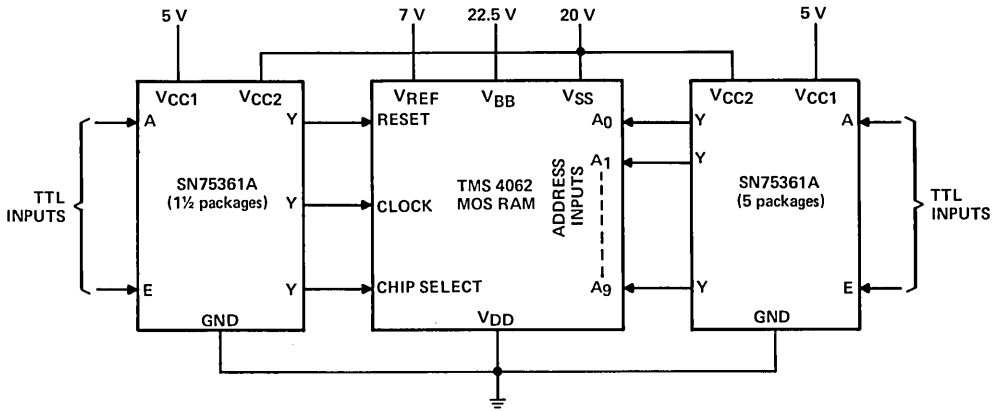 5 V
7 V
22.5 V
20 V
5 V
VCC1
VCC2
VREF
VBB
VSS
VCC2
VCC1
A
Y
RESET
A0
Y
A
A1
Y
TTL
INPUTS
SN75361A
(1½ packages)
Y
CLOCK
TMS 4062
MOS RAM
ADDRESS
INPUTS
SN75361A
(5 packages)
TTL
INPUTS
E
Y
CHIP SELECT
A9
Y
E
GND
VDD
GND